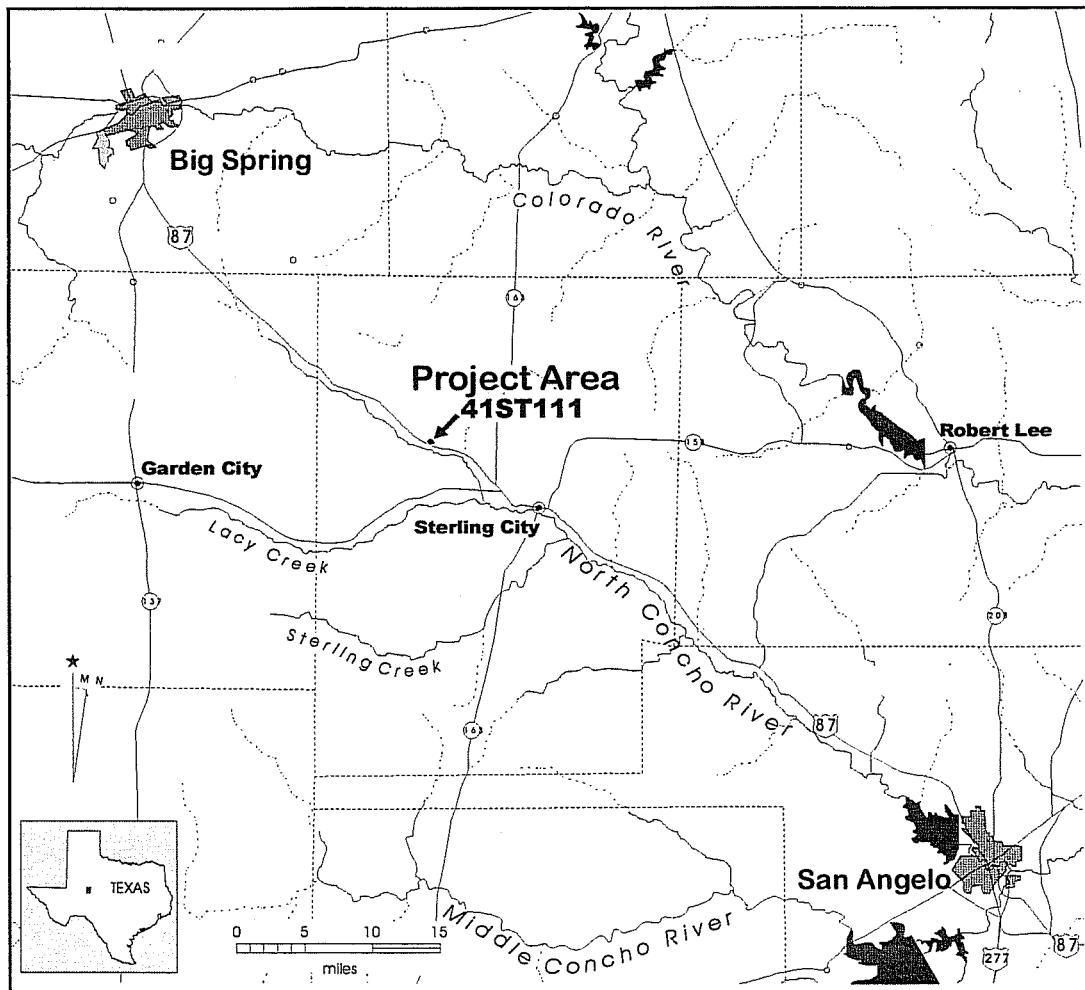 Big Spring
87
Colorado River
163
Project Area
41ST111
Robert Lee
158
Garden City
Sterling City
Lacy Creek
North Concho River
137
208
Sterling Creek
M N
163
87
San Angelo
TEXAS
Middle Concho River
0 5 10 15
miles
277
87